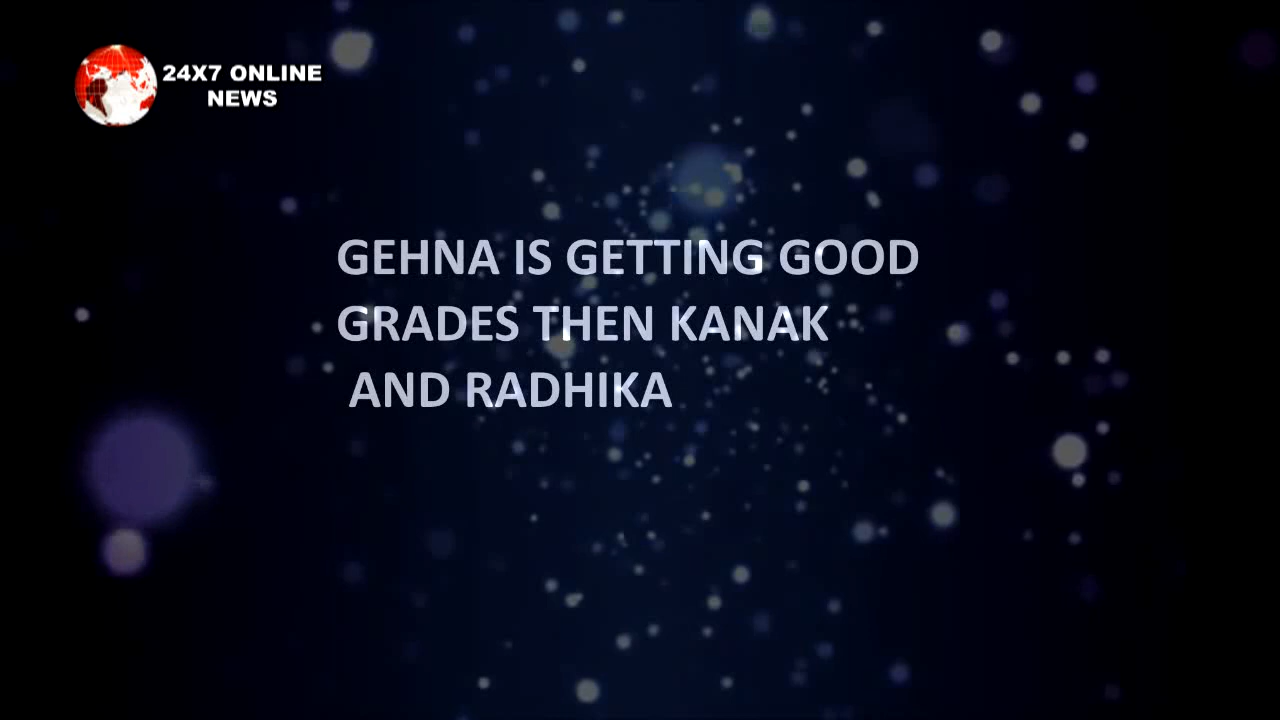 24X7 ONLINE
NEWS
GEHNA IS GETTING GOOD
GRADES THEN KANAK
AND RADHIKA